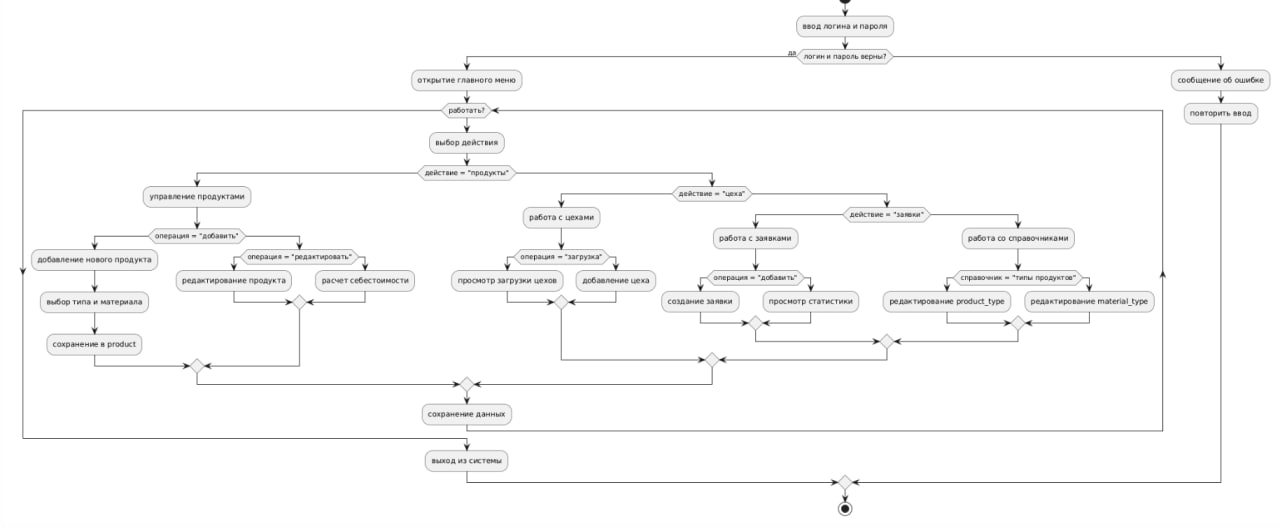 ввод логина и пароля
да
логин и пароль верны?
открытие главного меню
сообщение об ошибке
работать?
повторить ввод
выбор действия
действие = "продукты"
управление продуктами
действие = "цеха"
работа с цехами
действие = "заявки"
операция = "добавить"
работа с заявками
работа со справочниками
добавление нового продукта
операция = "редактировать"
операция = "загрузка"
редактирование продукта
расчет себестоимости
просмотр загрузки цехов
добавление цеха
операция = "добавить"
справочник = "типы продуктов"
выбор типа и материала
создание заявки
просмотр статистики
редактирование product_type
редактирование material_type
сохранение в product
сохранение данных
выход из системы